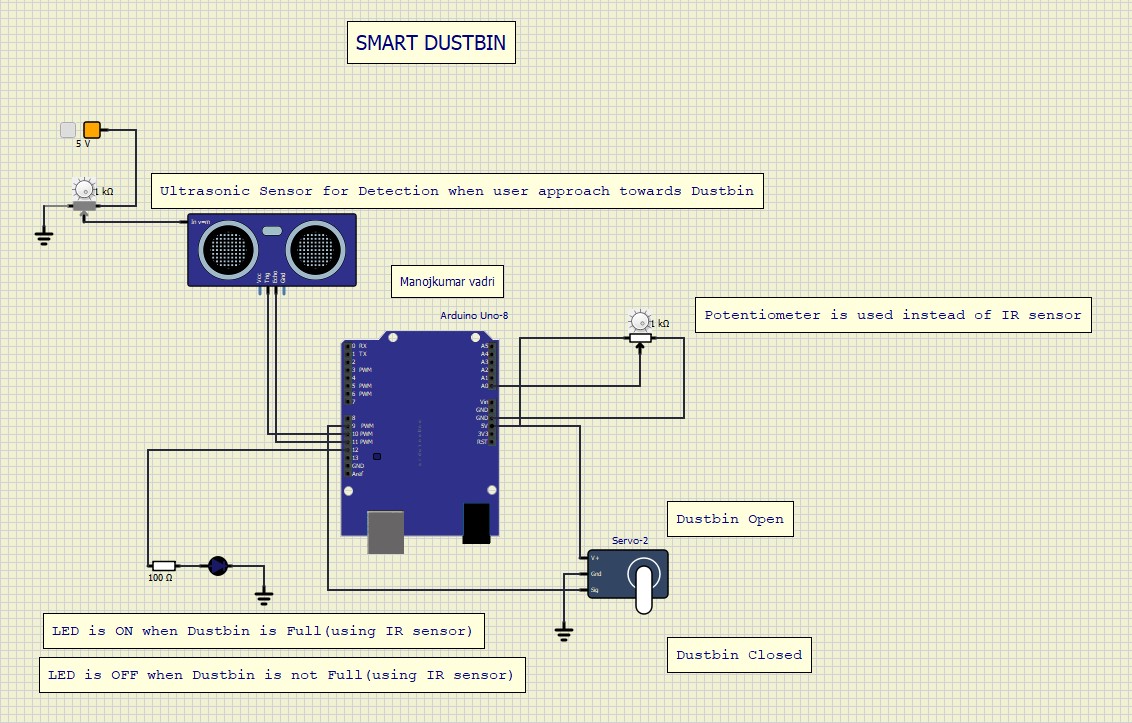 SMART DUSTBIN
5 V
1 kΩ
Ultrasonic Sensor for Detection when user approach towards Dustbin
In v=m
Vcc
Trig
Echo
Gnd
Manojkumar vadri
Arduino Uno-8
1 kΩ
Potentiometer is used instead of IR sensor
0 RX
1 TX
2
3 PWM
4
5 PWM
6 PWM
7
8
9 PWM
10 PWM
11 PWM
12
13
GND
Aref
A5
A4
A3
A2
A1
A0
Vin
GND
GND
5V
3V3
RST
Dustbin Open
Servo-2
V+
Gnd
Sig
100 Ω
LED is ON when Dustbin is Full(using IR sensor)
Dustbin Closed
LED is OFF when Dustbin is not Full(using IR sensor)